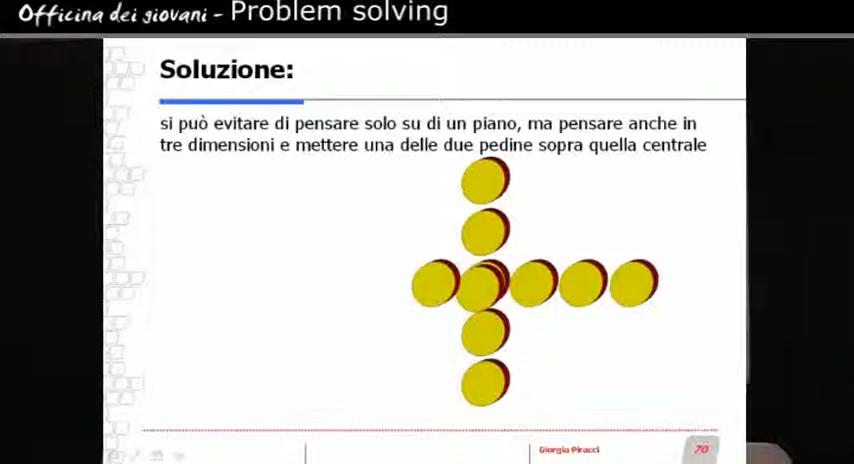 Officina dei giovani - Problem solving
Soluzione:
si può evitare di pensare solo su di un piano, ma pensare anche in
tre dimensioni e mettere una delle due pedine sopra quella centrale
Giorgia Piracci
70